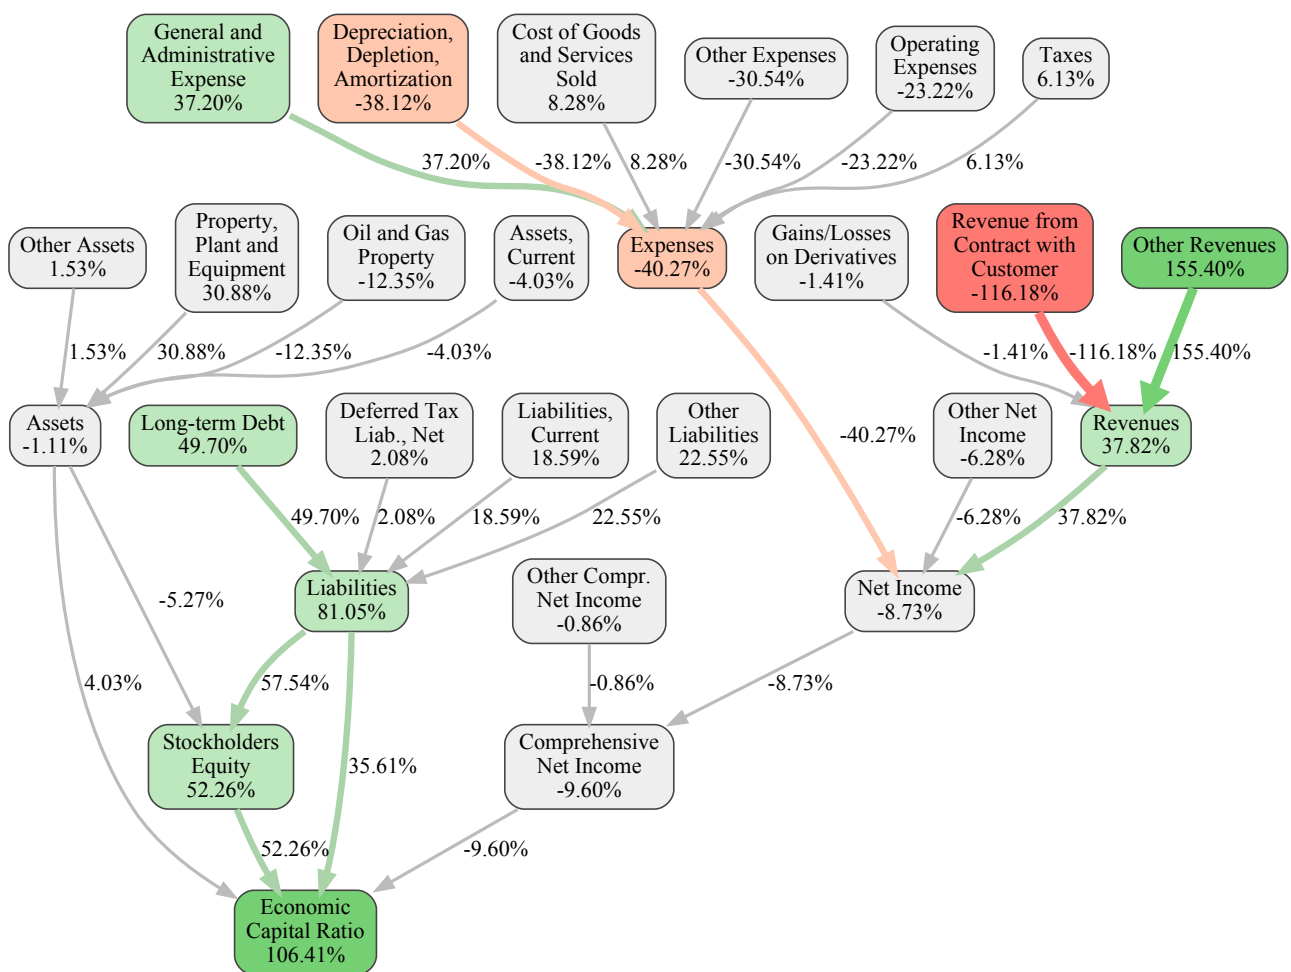 General and
Administrative
Expense
37.20%
Depreciation,
Depletion,
Amortization
-38.12%
Cost of Goods
and Services
Sold
8.28%
Other Expenses
-30.54%
Operating
Expenses
-23.22%
Taxes
6.13%
37.20%
-38.12%
8.28%
-30.54%
-23.22%
6.13%
Other Assets
1.53%
Property,
Plant and
Equipment
30.88%
Oil and Gas
Property
-12.35%
Assets,
Current
-4.03%
Expenses
-40.27%
Gains/Losses
on Derivatives
-1.41%
Revenue from
Contract with
Customer
-116.18%
Other Revenues
155.40%
1.53%
30.88%
-12.35%
-4.03%
-1.41%
-116.18%
155.40%
Assets
-1.11%
Long-term Debt
49.70%
Deferred Tax
Liab., Net
2.08%
Liabilities,
Current
18.59%
Other
Liabilities
22.55%
-40.27%
Other Net
Income
-6.28%
Revenues
37.82%
49.70%
2.08%
18.59%
22.55%
-6.28%
37.82%
-5.27%
Liabilities
81.05%
Other Compr.
Net Income
-0.86%
Net Income
-8.73%
4.03%
57.54%
-0.86%
-8.73%
Stockholders
Equity
52.26%
35.61%
Comprehensive
Net Income
-9.60%
52.26%
-9.60%
Economic
Capital Ratio
106.41%